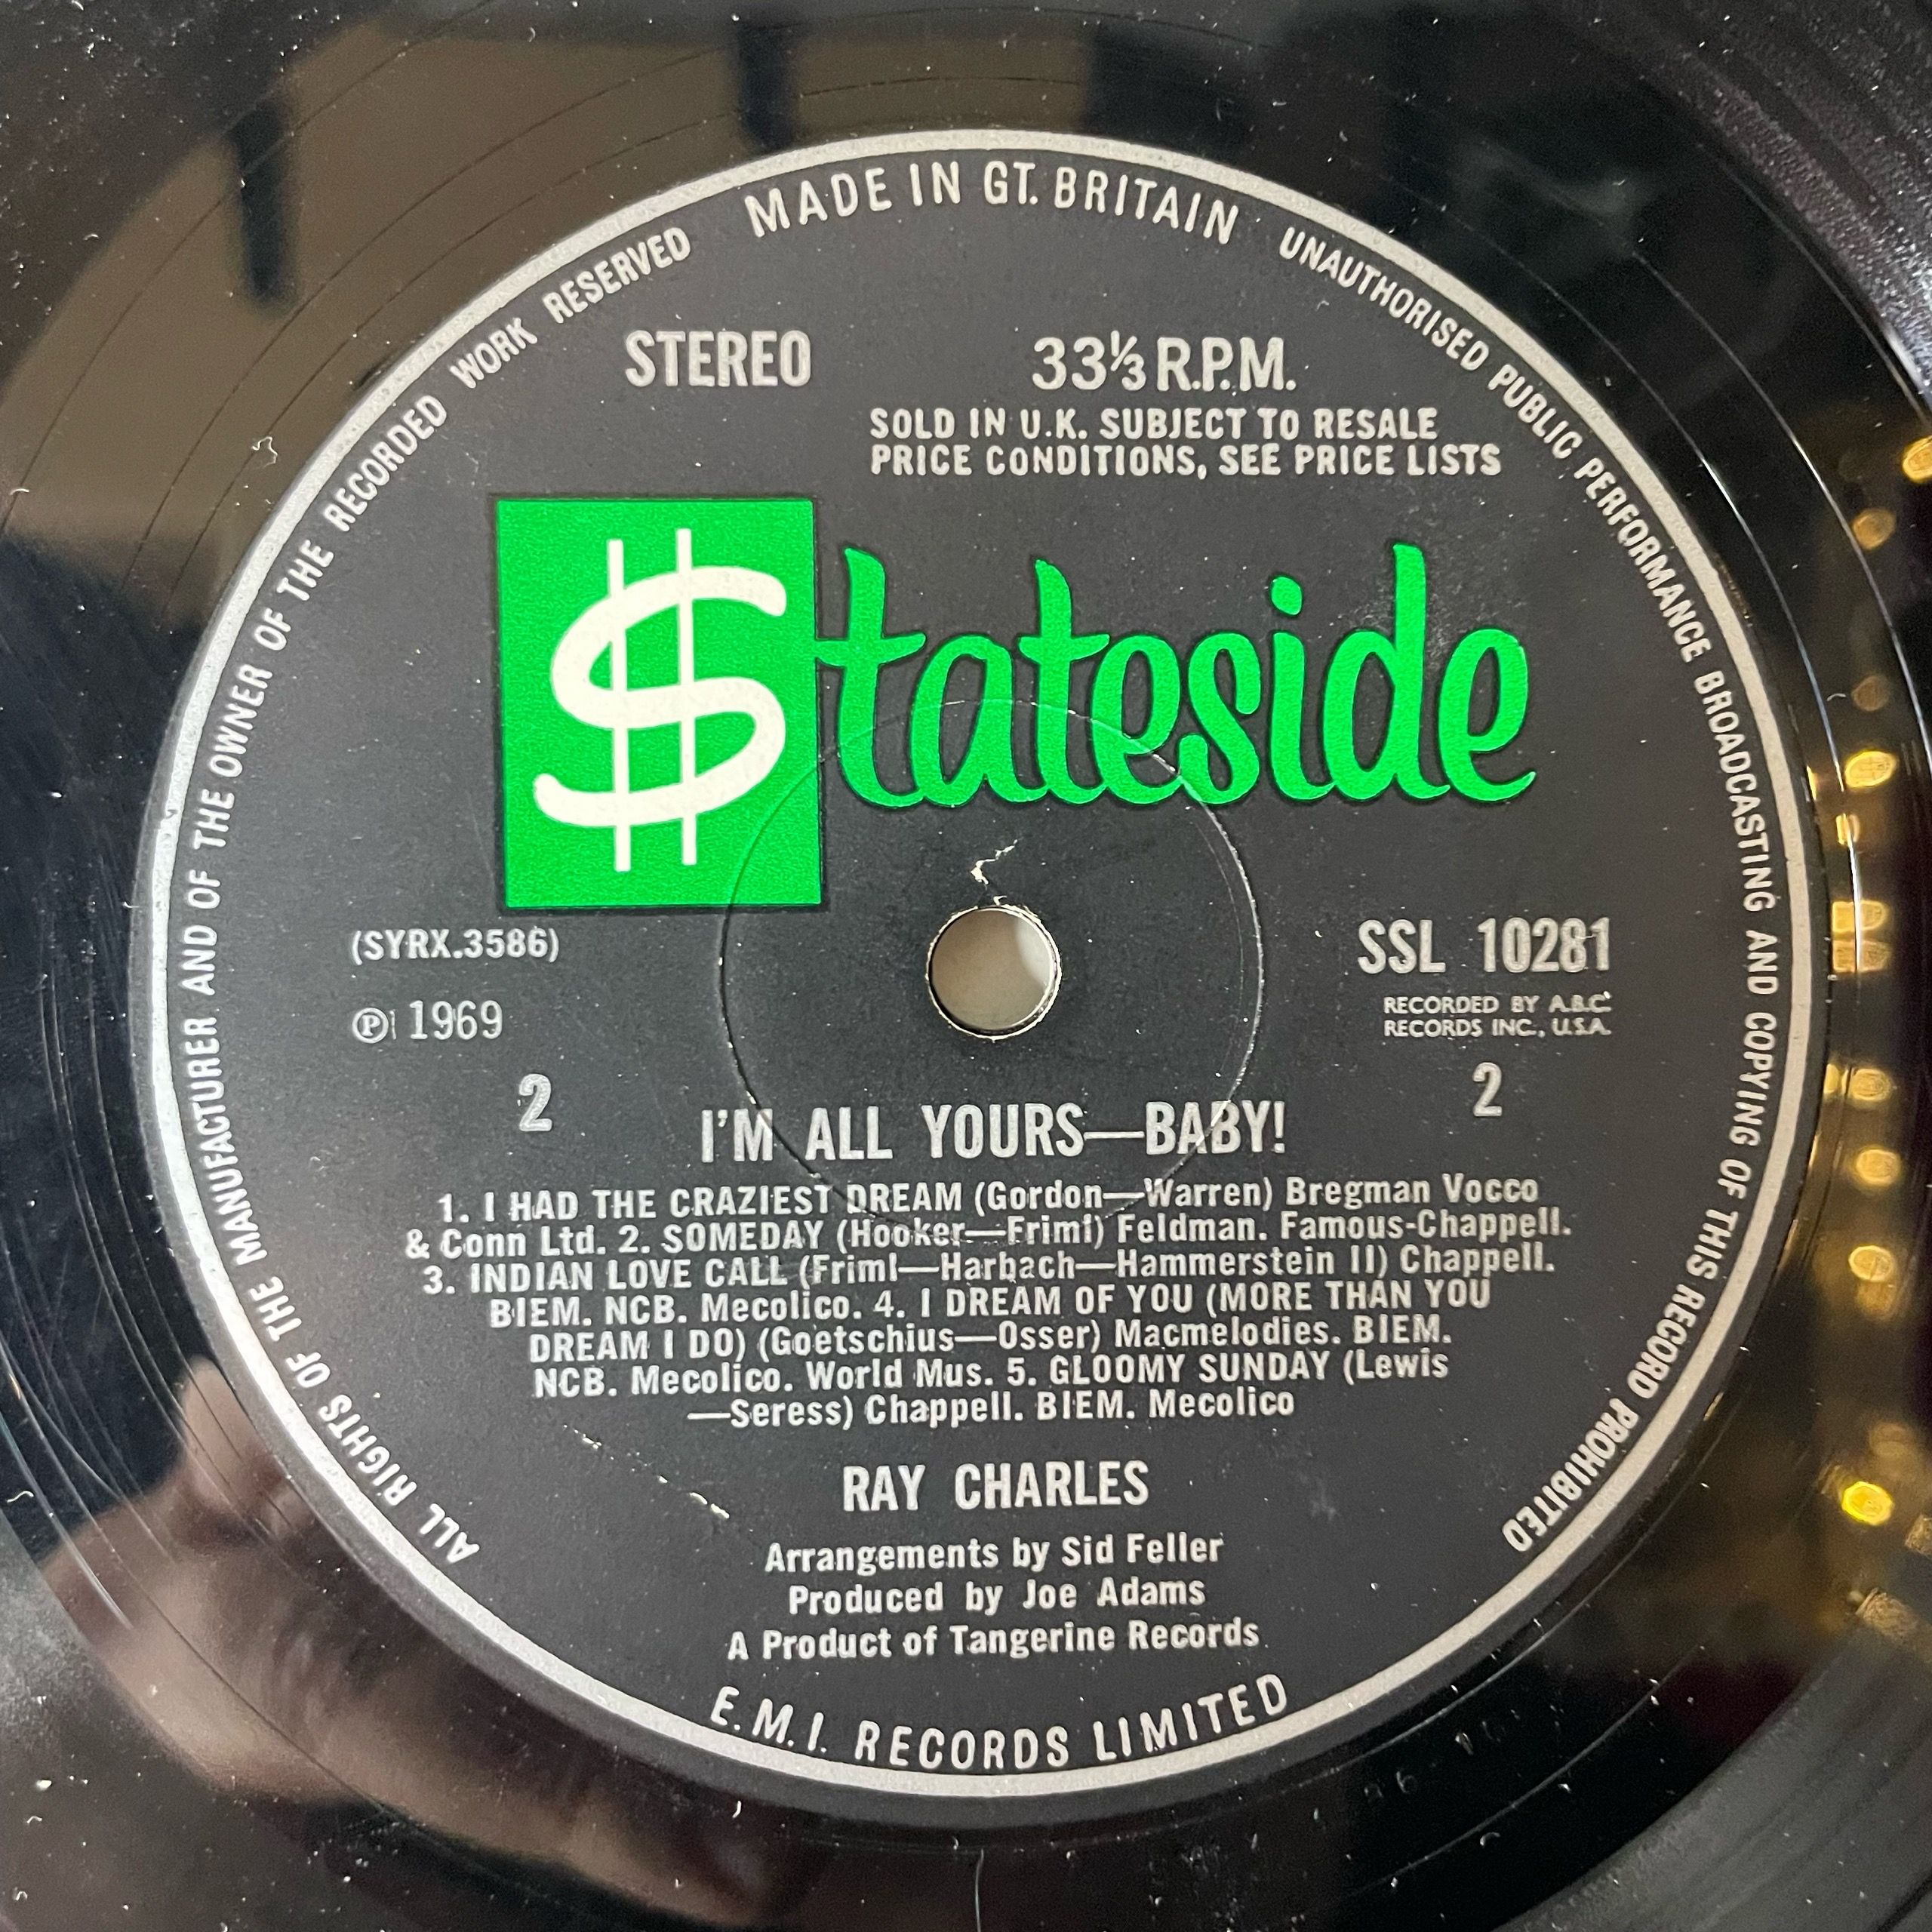 MADE IN GT. BRITAIN
UNAUTHORISED PUBLIC PERFORMANCE BROADCASTING AND COPYING OF THIS RECORD PROHIBITED
ALL RIGHTS OF THE MANUFACTURER AND OF THE OWNER OF THE RECORDED WORK RESERVED
STEREO
33⅓ R.P.M.
SOLD IN U.K. SUBJECT TO RESALE
PRICE CONDITIONS, SEE PRICE LISTS
$tateside
(SYRX.3586)
SSL 10281
℗ 1969
RECORDED BY A.B.C.
RECORDS INC., U.S.A.
2
2
I'M ALL YOURS—BABY!
1. I HAD THE CRAZIEST DREAM (Gordon—Warren) Bregman Vocco
& Conn Ltd. 2. SOMEDAY (Hooker—Friml) Feldman. Famous-Chappell.
3. INDIAN LOVE CALL (Friml—Harbach—Hammerstein II) Chappell.
BIEM. NCB. Mecolico. 4. I DREAM OF YOU (MORE THAN YOU
DREAM I DO) (Goetschius—Osser) Macmelodies. BIEM.
NCB. Mecolico. World Mus. 5. GLOOMY SUNDAY (Lewis
—Seress) Chappell. BIEM. Mecolico
RAY CHARLES
Arrangements by Sid Feller
Produced by Joe Adams
A Product of Tangerine Records
E.M.I. RECORDS LIMITED